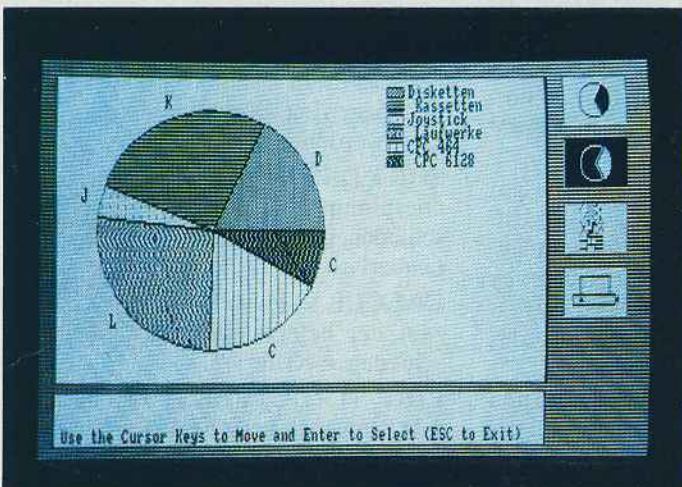 K
D
J
C
L
C
Disketten
Kassetten
Joystick
Laufwerke
CPC 464
CPC 6128
Use the Cursor Keys to Move and Enter to Select (ESC to Exit)